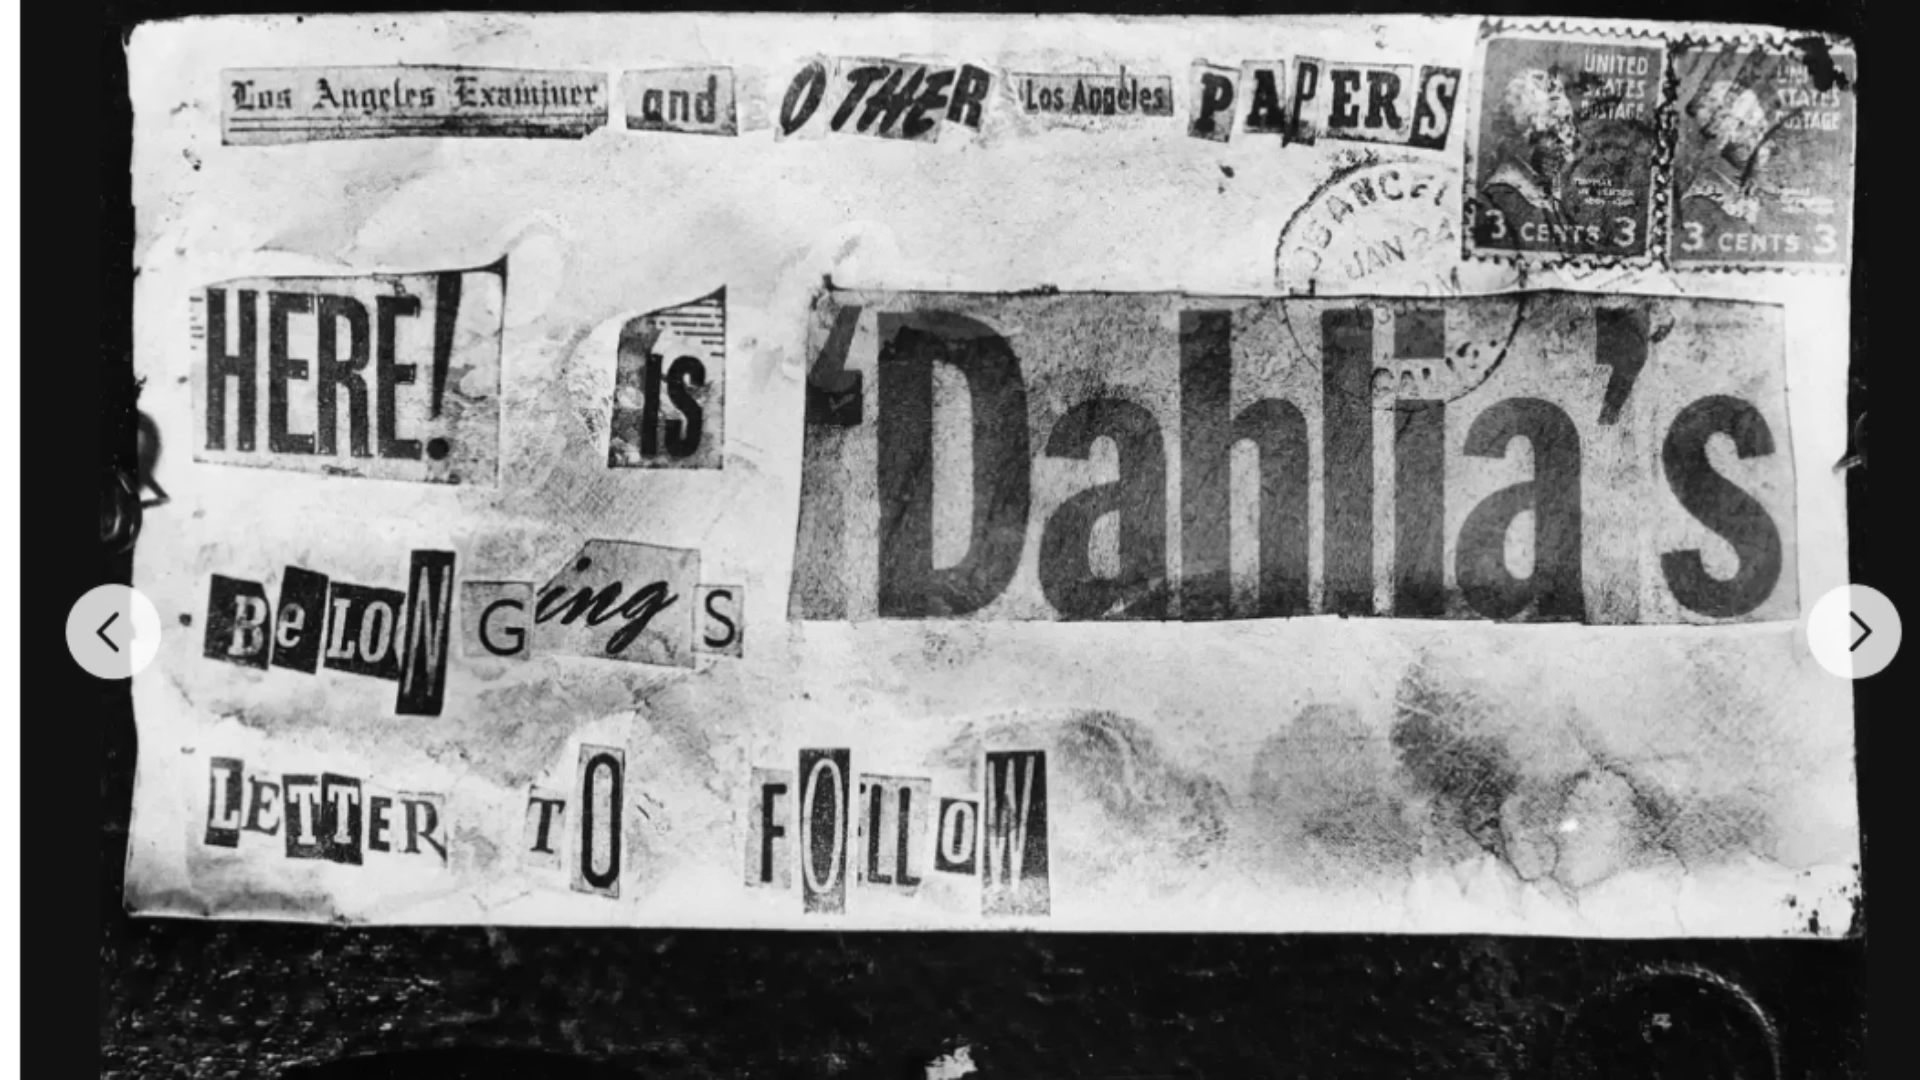 Los Angeles Examiner and OTHER Los Angeles PAPERS
UNITED STATES POSTAGE
3 CENTS 3
STATES POSTAGE
3 CENTS 3
JAN
HERE! IS 'Dahlia's
BeLONGingS
LETTER TO FOLLOW